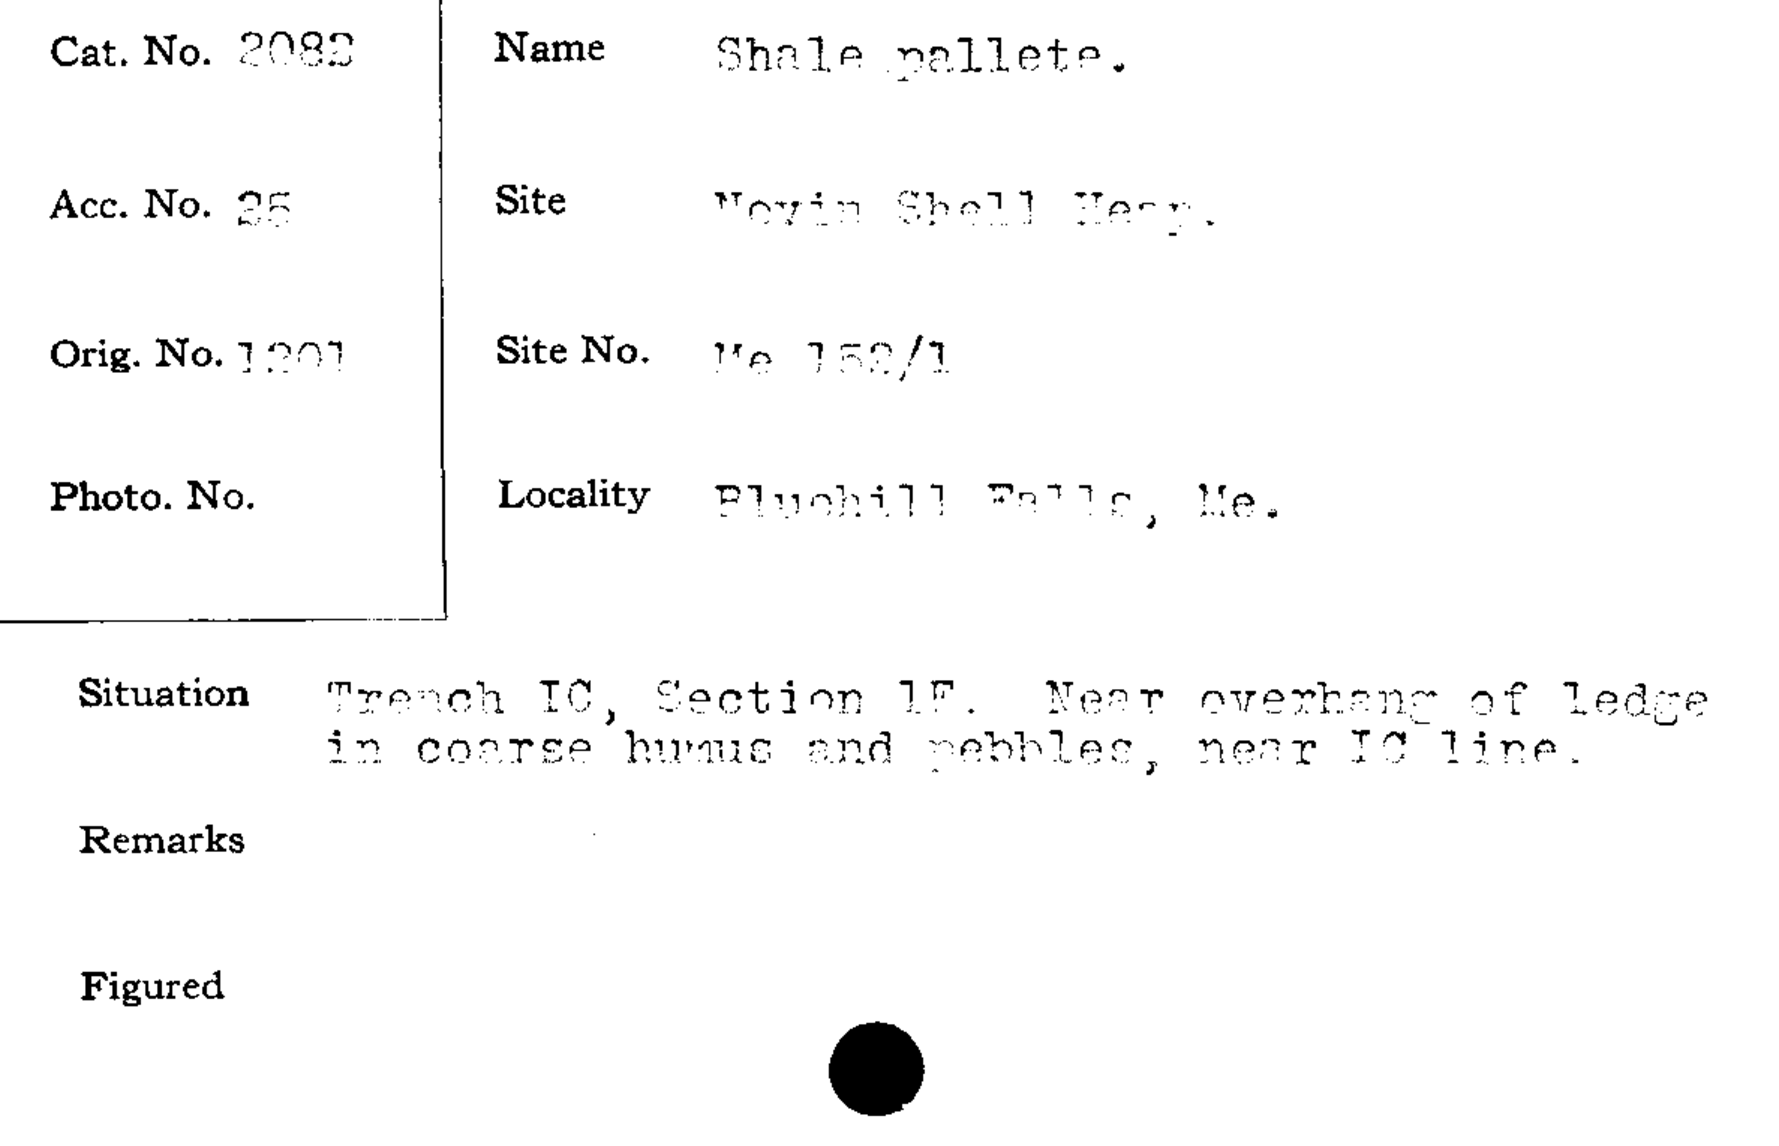 Cat. No. 2082
Name Shale pallete.
Acc. No. 25
Site Nevin Shell Heap.
Orig. No. 1201
Site No. Me 152/1
Photo. No.
Locality Bluehill Falls, Me.
Situation Trench IC, Section 1F. Near overhang of ledge
in coarse humus and pebbles, near IC line.
Remarks
Figured